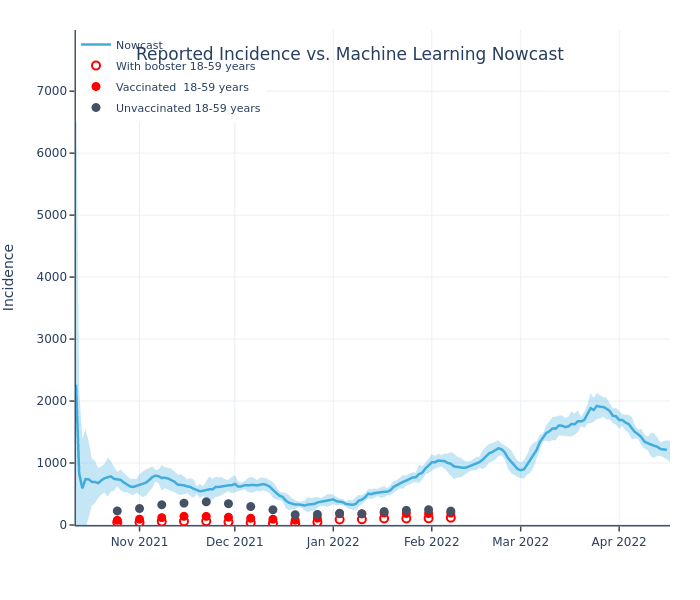 Reported Incidence vs. Machine Learning Nowcast
Nowcast
With booster 18-59 years
Vaccinated 18-59 years
Unvaccinated 18-59 years
Incidence
7000
6000
5000
4000
3000
2000
1000
0
Nov 2021
Dec 2021
Jan 2022
Feb 2022
Mar 2022
Apr 2022